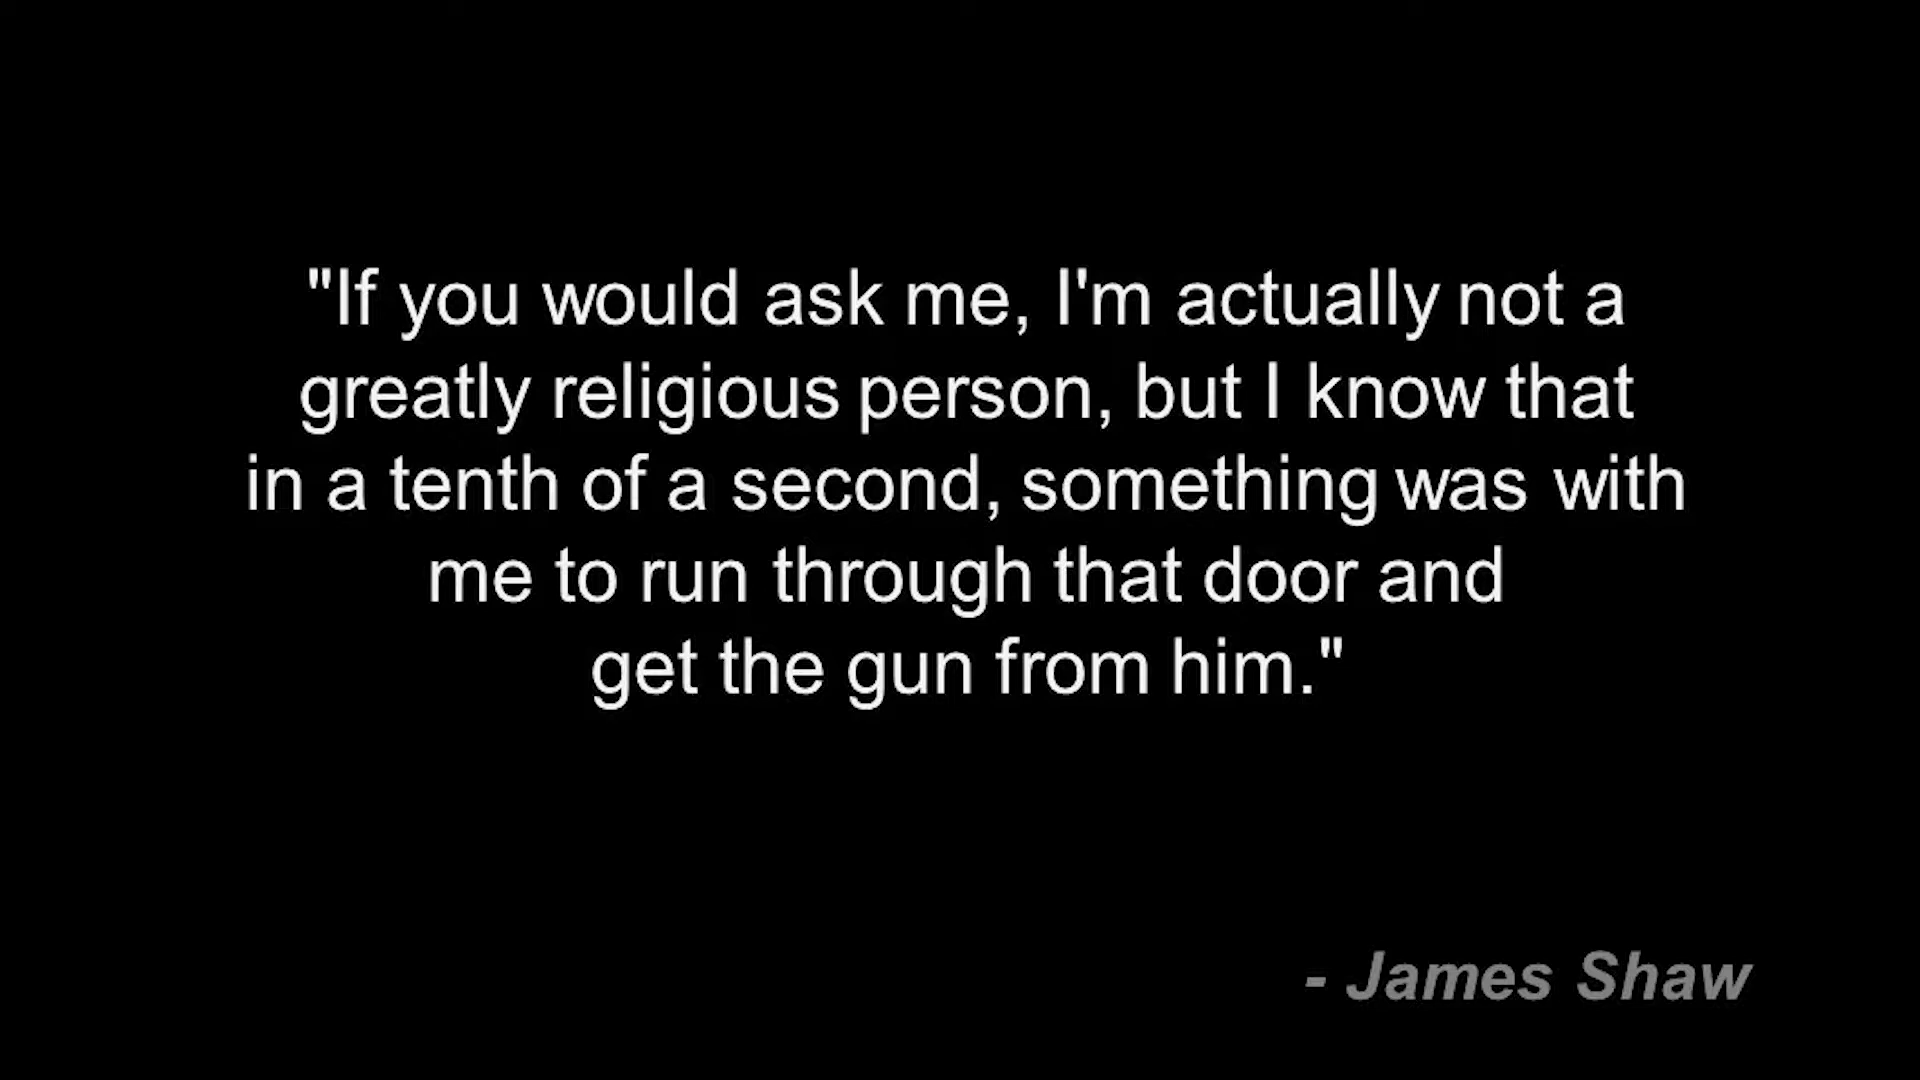 "If you would ask me, I'm actually not a
greatly religious person, but I know that
in a tenth of a second, something was with
me to run through that door and
get the gun from him."
- James Shaw